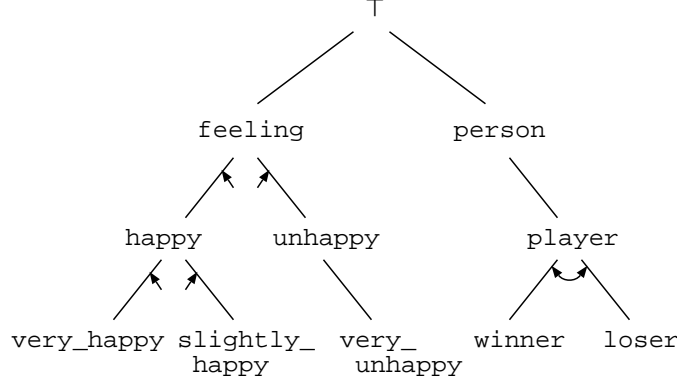 ⊤
feeling person
happy unhappy player
very_happy slightly_ very_ winner loser
happy unhappy